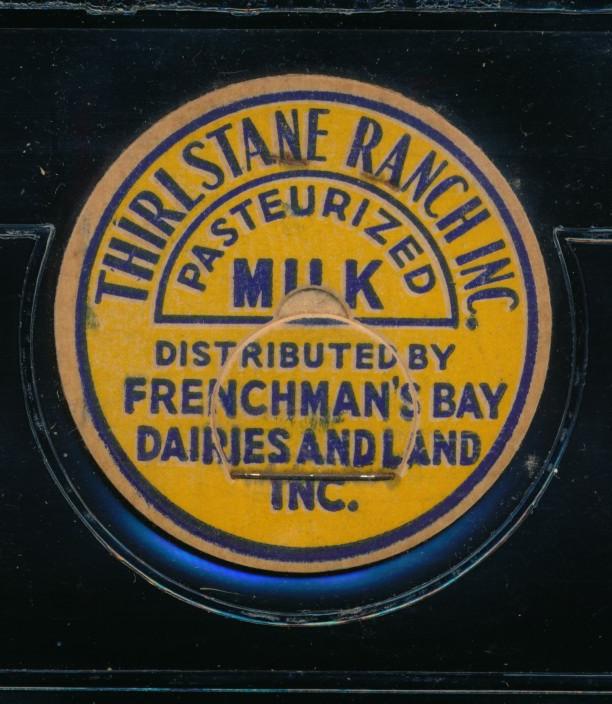 THIRLSTANE RANCH INC.
PASTEURIZED
MILK
DISTRIBUTED BY
FRENCHMAN'S BAY
DAIRIES AND LAND
INC.